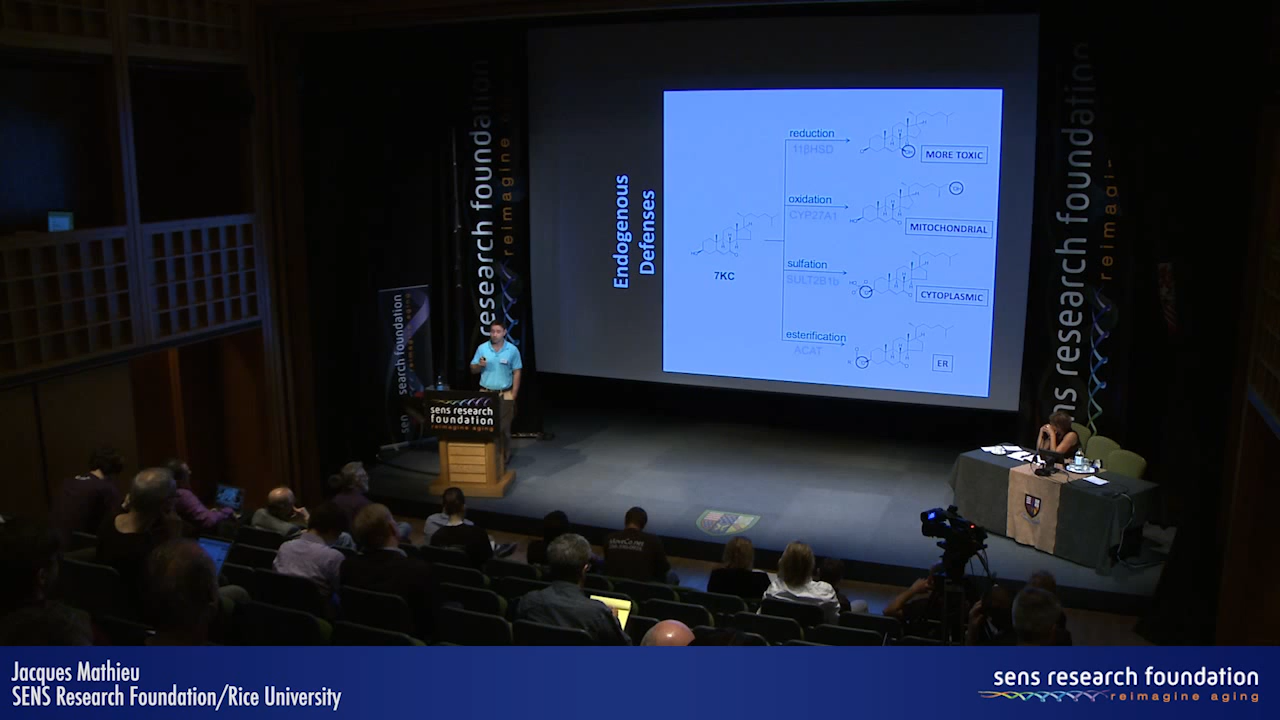 Endogenous
Defenses
reduction
11βHSD
MORE TOXIC
oxidation
CYP27A1
MITOCHONDRIAL
7KC
sulfation
SULT2B1b
CYTOPLASMIC
esterification
ACAT
ER
sens research foundation
reimagine
sens research foundation
reimagine aging
sens research foundation
sens research
foundation
reimagine aging
Jacques Mathieu
SENS Research Foundation/Rice University
sens research foundation
reimagine aging